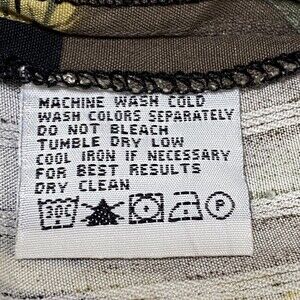 MACHINE WASH COLD
WASH COLORS SEPARATELY
DO NOT BLEACH
TUMBLE DRY LOW
COOL IRON IF NECESSARY
FOR BEST RESULTS
DRY CLEAN
30C P